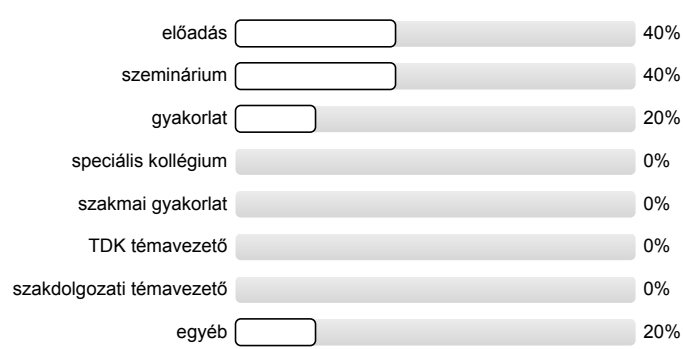 előadás 40%
szeminárium 40%
gyakorlat 20%
speciális kollégium 0%
szakmai gyakorlat 0%
TDK témavezető 0%
szakdolgozati témavezető 0%
egyéb 20%